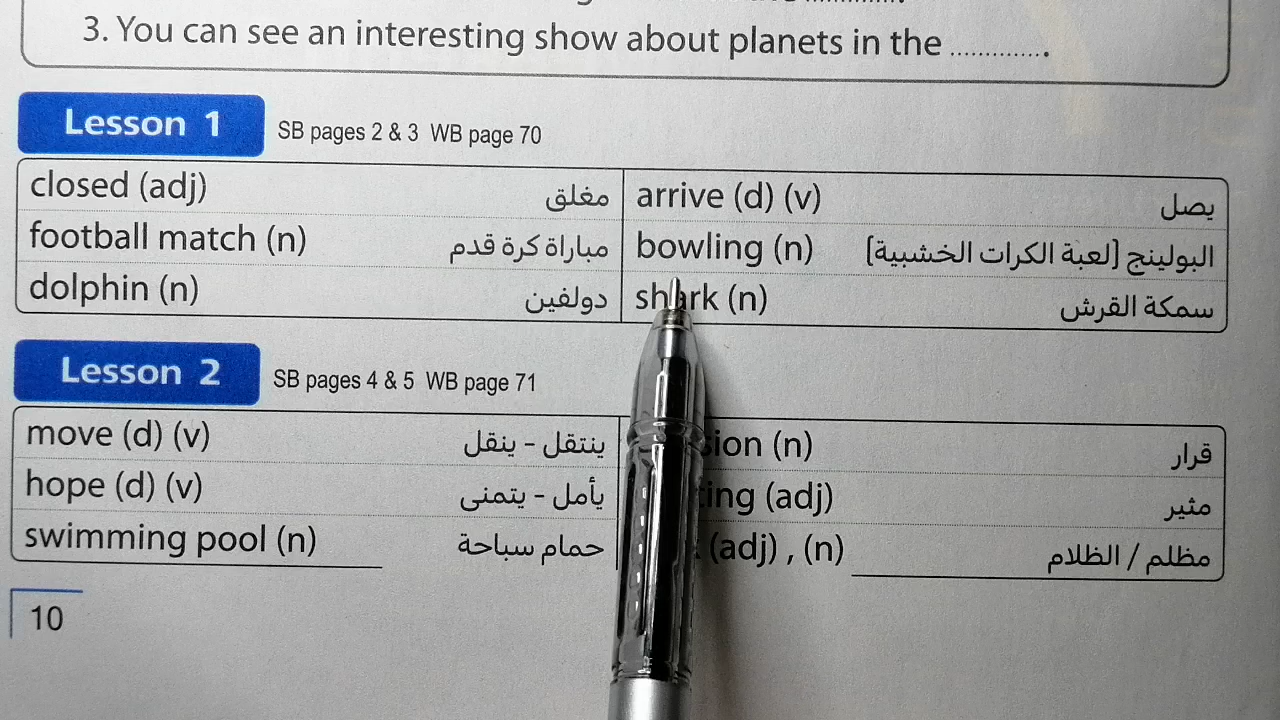 3. You can see an interesting show about planets in the ..............
Lesson 1 SB pages 2 & 3 WB page 70
closed (adj) مغلق arrive (d) (v) يصل
football match (n) مباراة كرة قدم bowling (n) البولينج [لعبة الكرات الخشبية]
dolphin (n) دولفين shark (n) سمكة القرش
Lesson 2 SB pages 4 & 5 WB page 71
move (d) (v) ينتقل - ينقل (n) قرار
hope (d) (v) يأمل - يتمنى (adj) مثير
swimming pool (n) حمام سباحة (adj) , (n) مظلم / الظلام
10